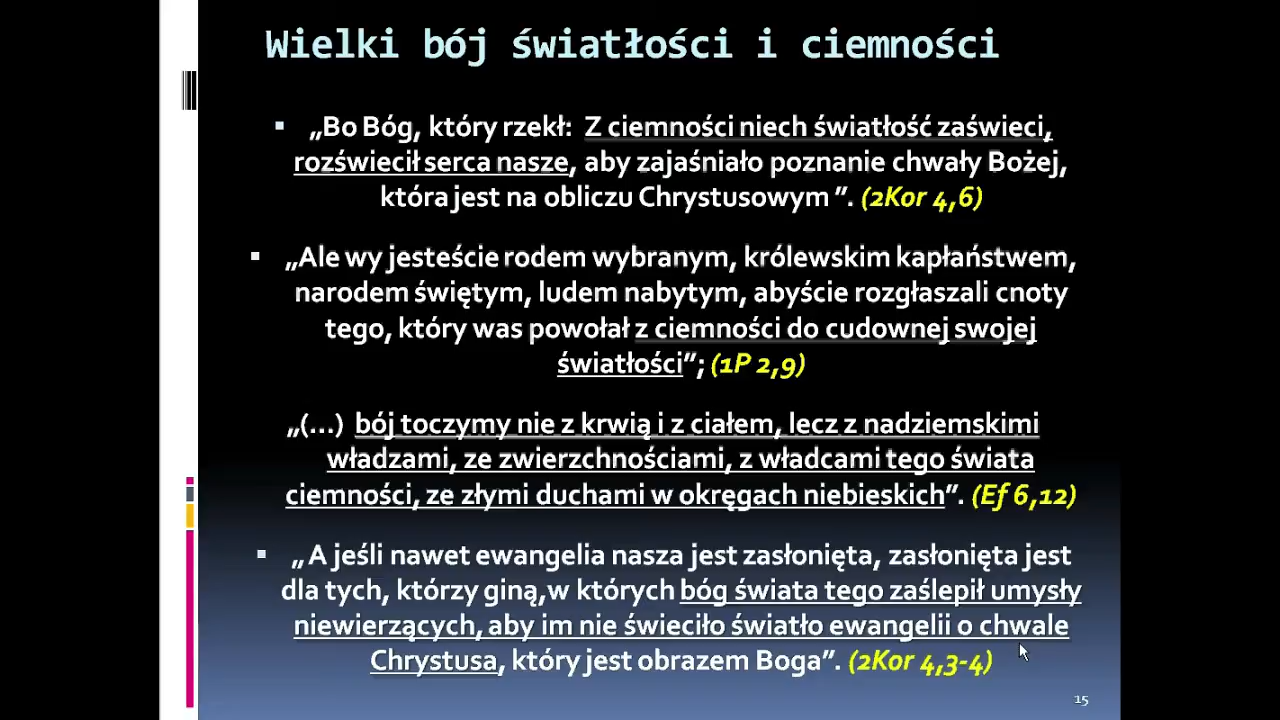 Wielki bój światłości i ciemności
▪ „Bo Bóg, który rzekł: Z ciemności niech światłość zaświeci,
rozświecił serca nasze, aby zajaśniało poznanie chwały Bożej,
która jest na obliczu Chrystusowym ”. (2Kor 4,6)
▪ „Ale wy jesteście rodem wybranym, królewskim kapłaństwem,
narodem świętym, ludem nabytym, abyście rozgłaszali cnoty
tego, który was powołał z ciemności do cudownej swojej
światłości”; (1P 2,9)
„(...) bój toczymy nie z krwią i z ciałem, lecz z nadziemskimi
władzami, ze zwierzchnościami, z władcami tego świata
ciemności, ze złymi duchami w okręgach niebieskich”. (Ef 6,12)
▪ „ A jeśli nawet ewangelia nasza jest zasłonięta, zasłonięta jest
dla tych, którzy giną,w których bóg świata tego zaślepił umysły
niewierzących, aby im nie świeciło światło ewangelii o chwale
Chrystusa, który jest obrazem Boga”. (2Kor 4,3-4)
15